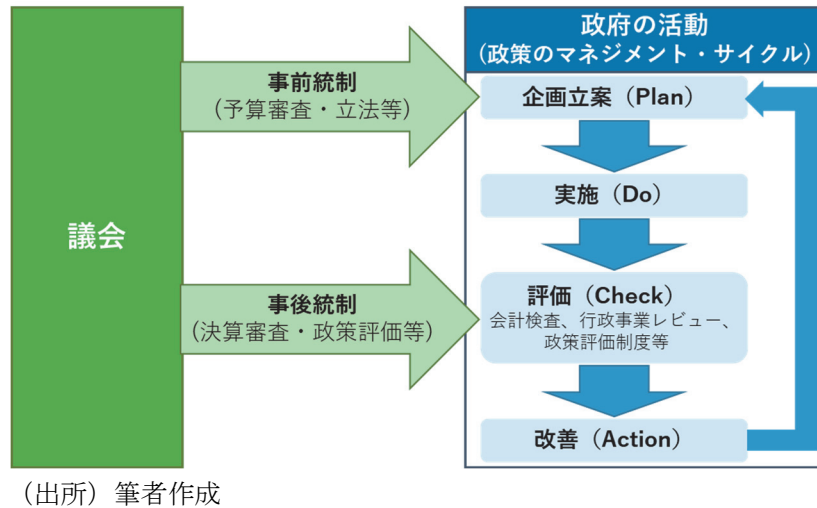 議会
事前統制
(予算審査・立法等)
事後統制
(決算審査・政策評価等)
政府の活動
(政策のマネジメント・サイクル)
企画立案(Plan)
実施(Do)
評価(Check)
会計検査、行政事業レビュー、
政策評価制度等
改善(Action)
(出所)筆者作成